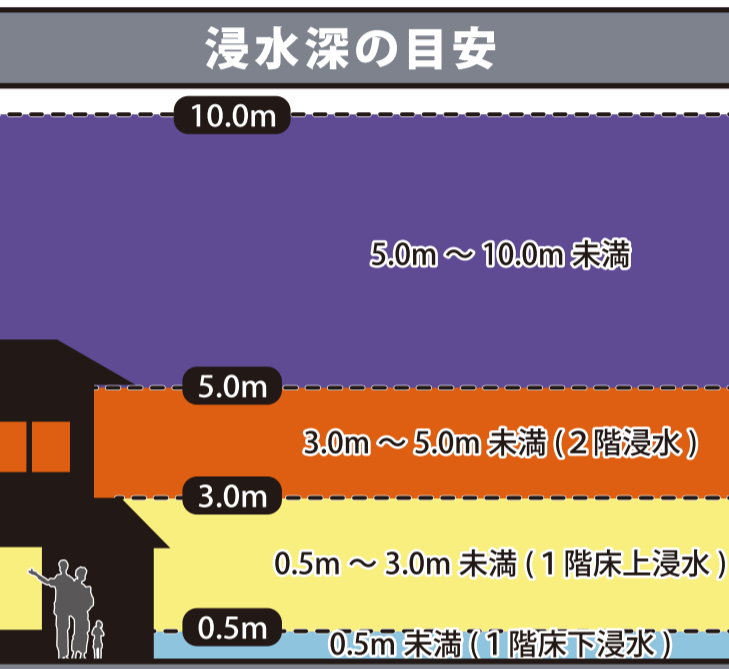 浸水深の目安
10.0m
5.0m ～ 10.0m 未満
5.0m
3.0m ～ 5.0m 未満 ( ２階浸水 )
3.0m
0.5m ～ 3.0m 未満 ( １階床上浸水 )
0.5m
0.5m 未満 ( １階床下浸水 )